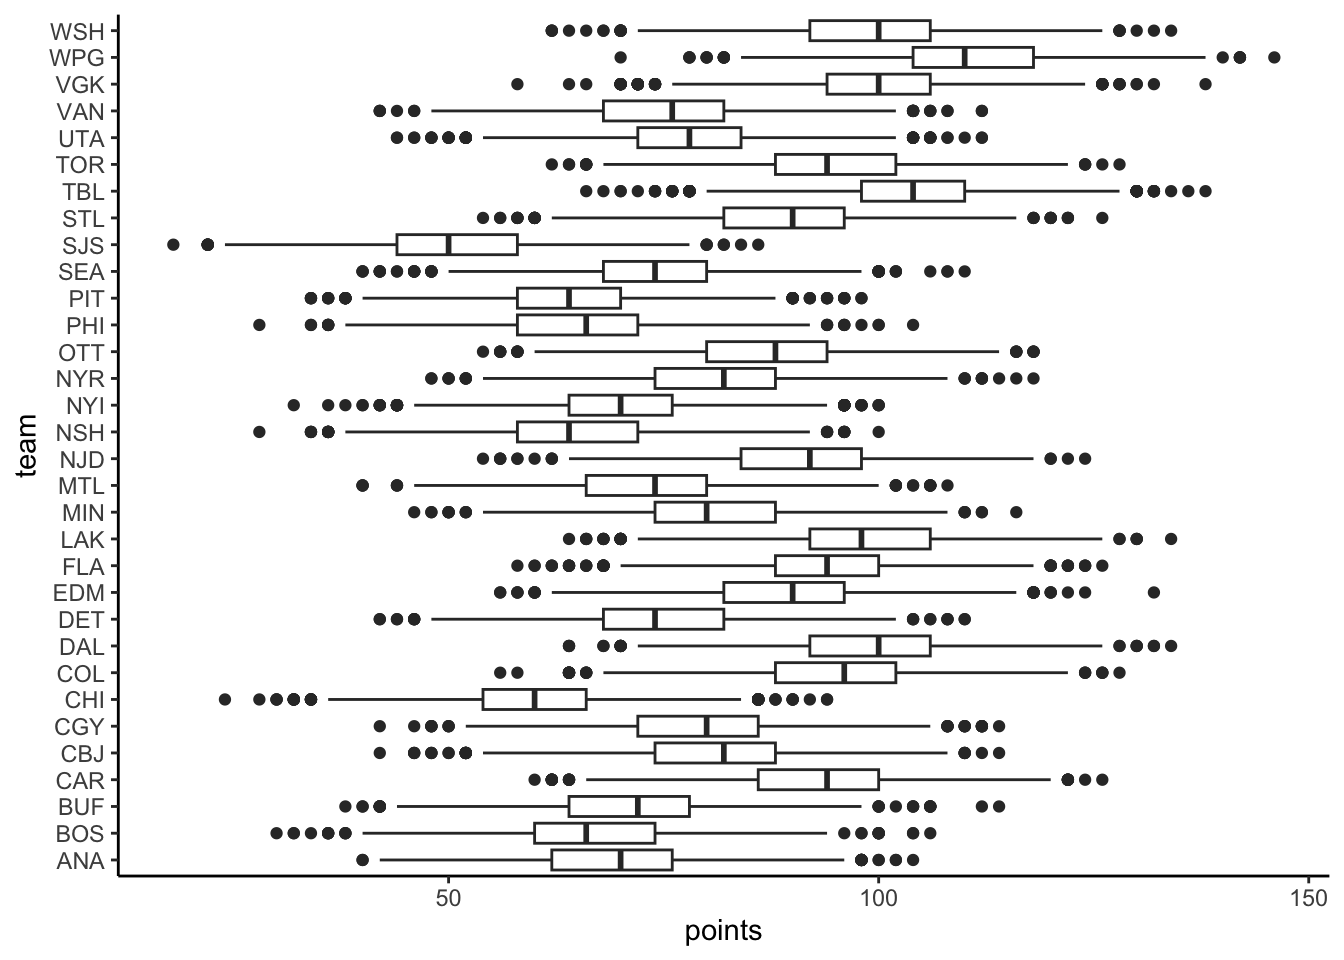 WSH
WPG
VGK
VAN
UTA
TOR
TBL
STL
SJS
SEA
PIT
PHI
OTT
NYR
NYI
NSH
NJD
MTL
MIN
LAK
FLA
EDM
DET
DAL
COL
CHI
CGY
CBJ
CAR
BUF
BOS
ANA
team
50 100 150
points